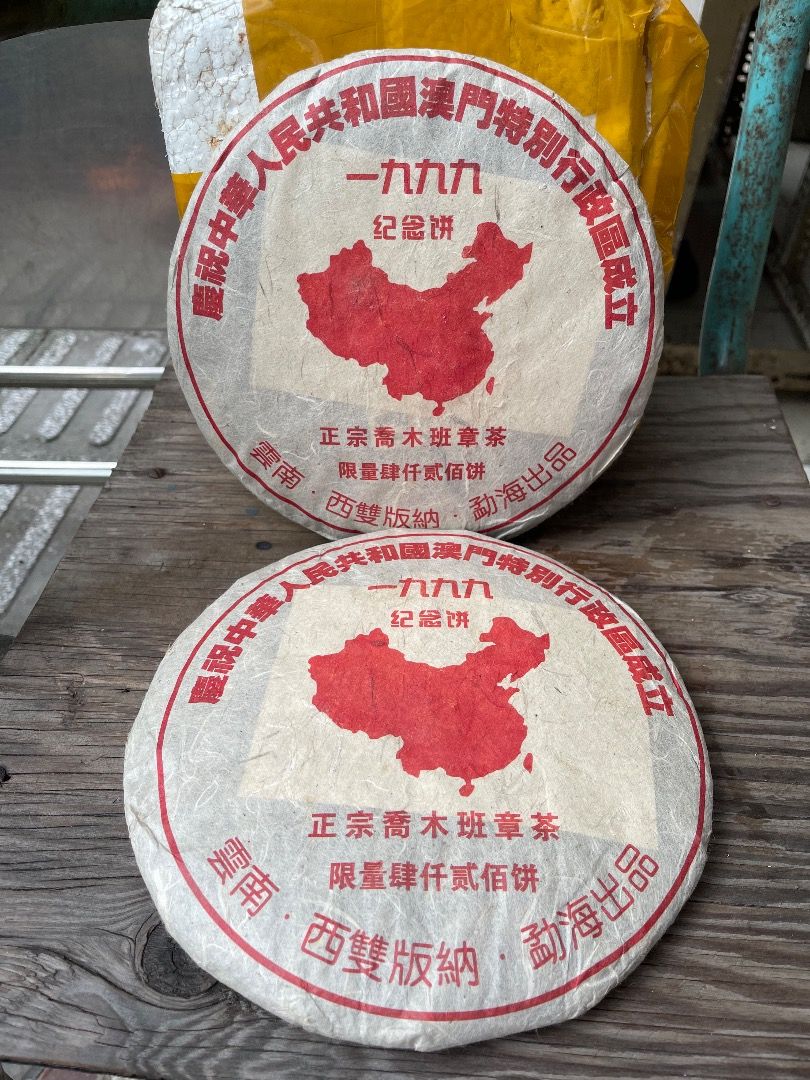 慶祝中華人民共和國澳門特別行政區成立
一九九九
纪念饼
正宗喬木班章茶
限量肆仟贰佰饼
雲南·西雙版納·勐海出品
慶祝中華人民共和國澳門特別行政區成立
一九九九
纪念饼
正宗喬木班章茶
限量肆仟贰佰饼
雲南·西雙版納·勐海出品